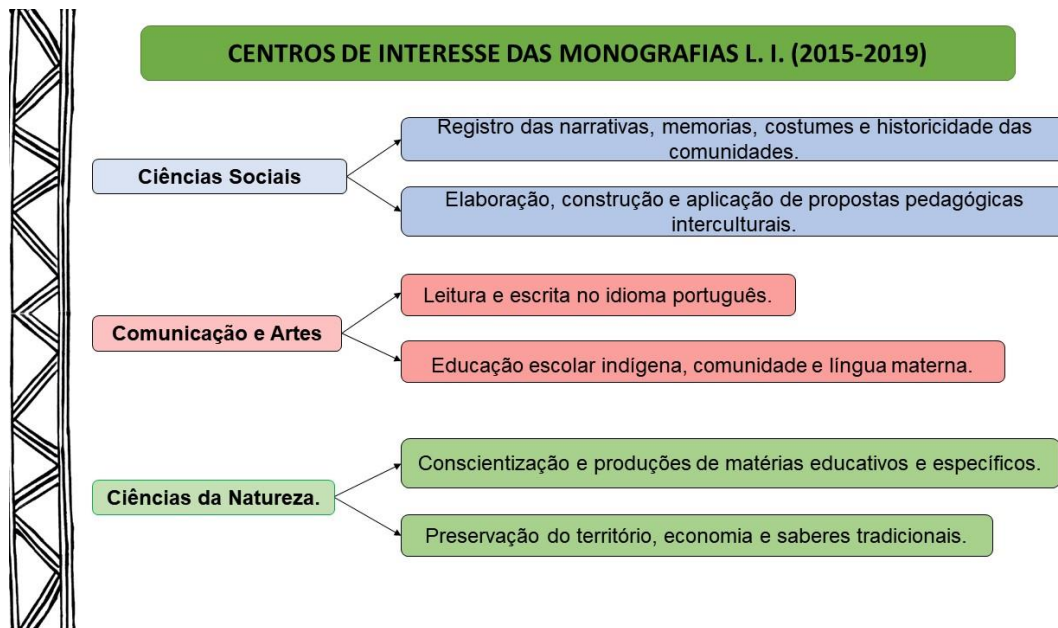 CENTROS DE INTERESSE DAS MONOGRAFIAS L. I. (2015-2019)
Ciências Sociais
Registro das narrativas, memorias, costumes e historicidade das
comunidades.
Elaboração, construção e aplicação de propostas pedagógicas
interculturais.
Comunicação e Artes
Leitura e escrita no idioma português.
Educação escolar indígena, comunidade e língua materna.
Ciências da Natureza.
Conscientização e produções de matérias educativos e específicos.
Preservação do território, economia e saberes tradicionais.